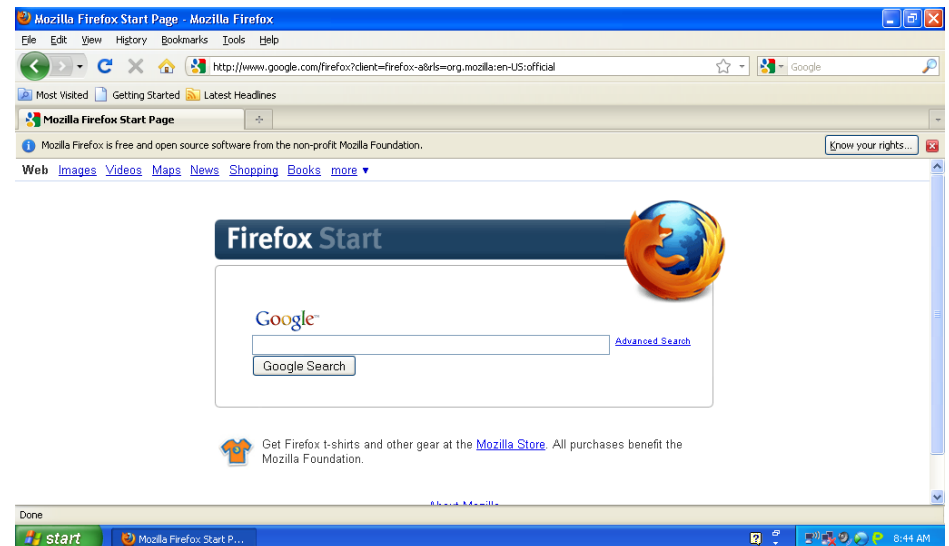 Mozilla Firefox Start Page - Mozilla Firefox
File Edit View History Bookmarks Tools Help
http://www.google.com/firefox?client=firefox-a&rls=org.mozilla:en-US:official Google
Most Visited Getting Started Latest Headlines
Mozilla Firefox Start Page
Mozilla Firefox is free and open source software from the non-profit Mozilla Foundation. Know your rights...
Web Images Videos Maps News Shopping Books more ▼
Firefox Start
Google™
Advanced Search
Google Search
Get Firefox t-shirts and other gear at the Mozilla Store. All purchases benefit the
Mozilla Foundation.
About Mozilla
Done
start Mozilla Firefox Start P... 8:44 AM